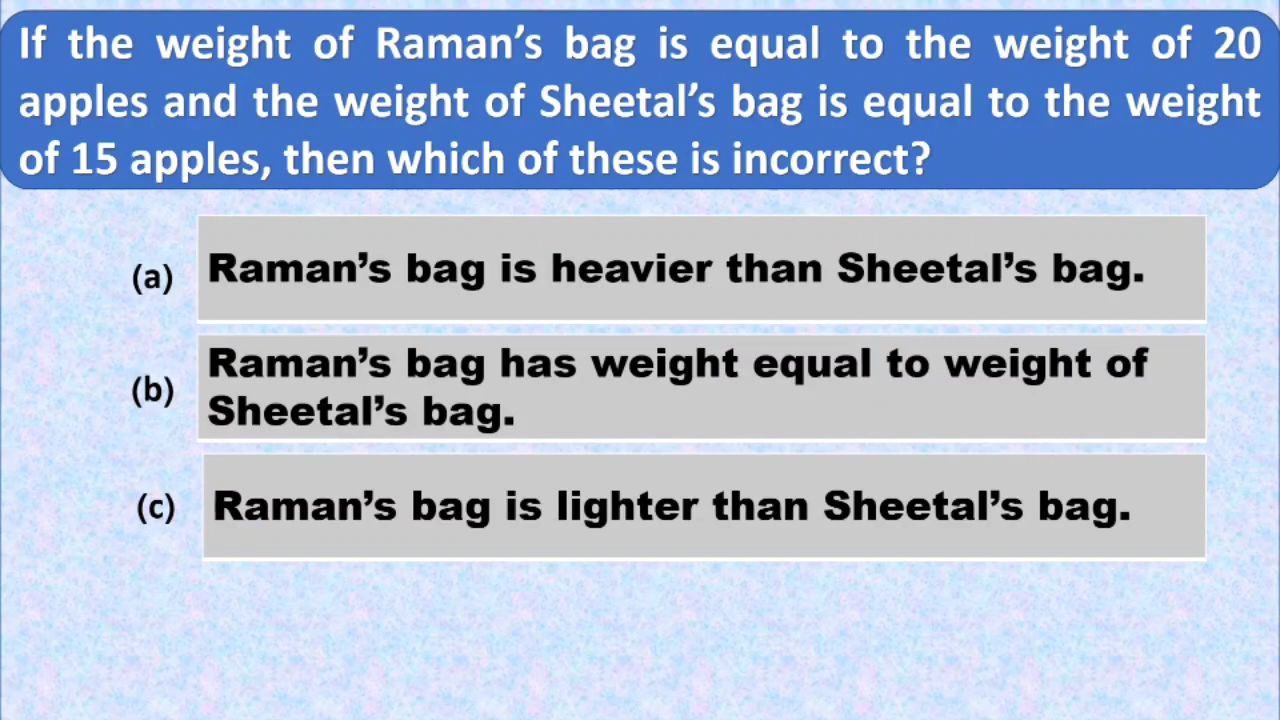 If the weight of Raman’s bag is equal to the weight of 20
apples and the weight of Sheetal’s bag is equal to the weight
of 15 apples, then which of these is incorrect?
(a) Raman’s bag is heavier than Sheetal’s bag.
(b) Raman’s bag has weight equal to weight of
Sheetal’s bag.
(c) Raman’s bag is lighter than Sheetal’s bag.